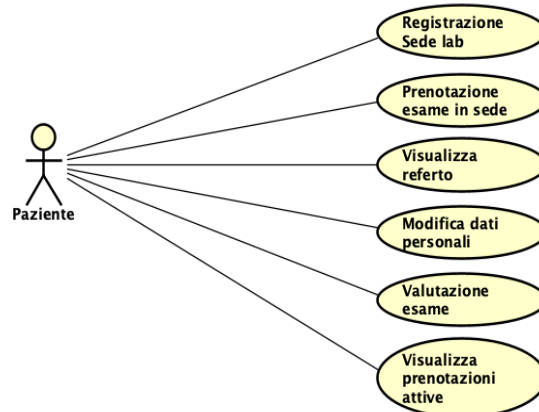 Registrazione
Sede lab
Prenotazione
esame in sede
Visualizza
referto
Paziente
Modifica dati
personali
Valutazione
esame
Visualizza
prenotazioni
attive